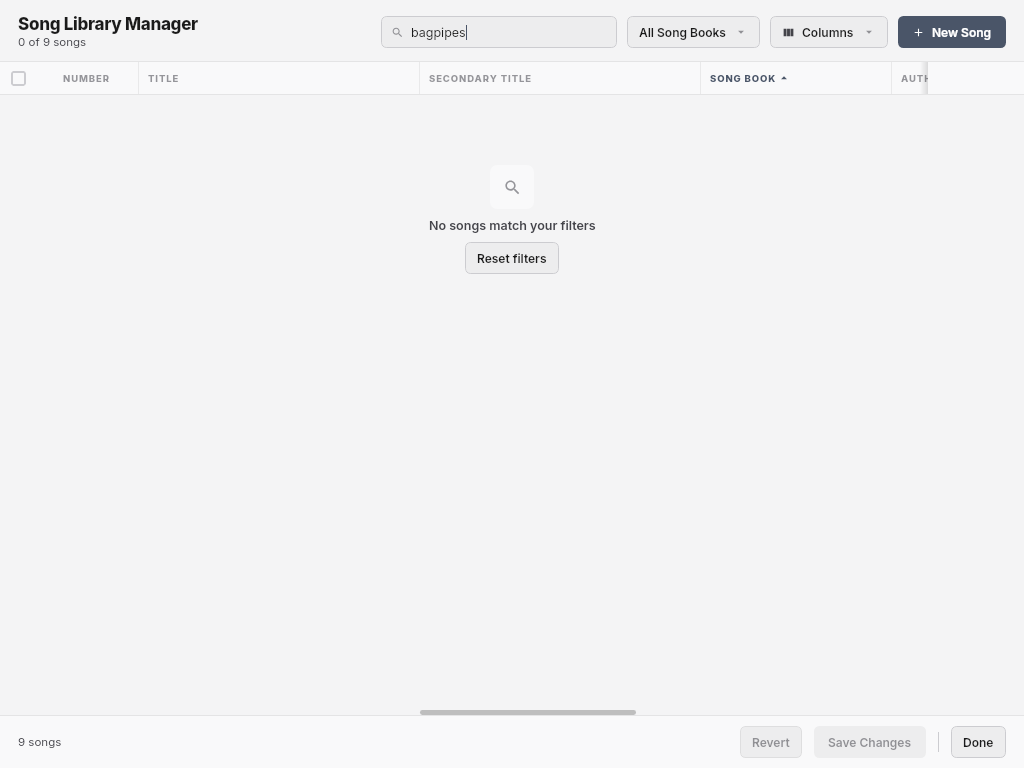 Song Library Manager
0 of 9 songs
bagpipes
All Song Books
Columns
New Song
NUMBER
TITLE
SECONDARY TITLE
SONG BOOK
AUTH
No songs match your filters
Reset filters
9 songs
Revert
Save Changes
Done